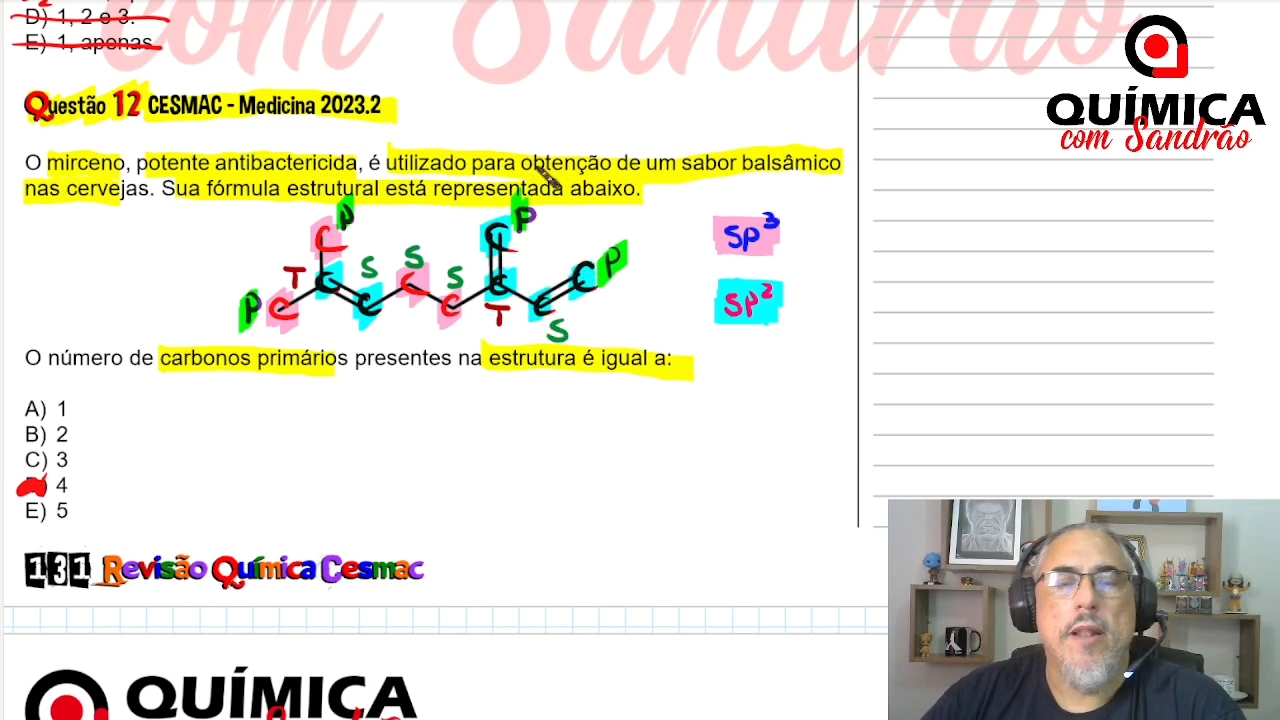 com Sandrão
D) 1, 2 e 3.
E) 1, apenas
QUÍMICA
com Sandrão
Questão 12 CESMAC - Medicina 2023.2
O mirceno, potente antibactericida, é utilizado para obtenção de um sabor balsâmico
nas cervejas. Sua fórmula estrutural está representada abaixo.
P P
C C
T S S S C P
P C C C C C C C
T S
Sp³
Sp²
O número de carbonos primários presentes na estrutura é igual a:
A) 1
B) 2
C) 3
D) 4
E) 5
131 Revisão Química Cesmac
QUÍMICA